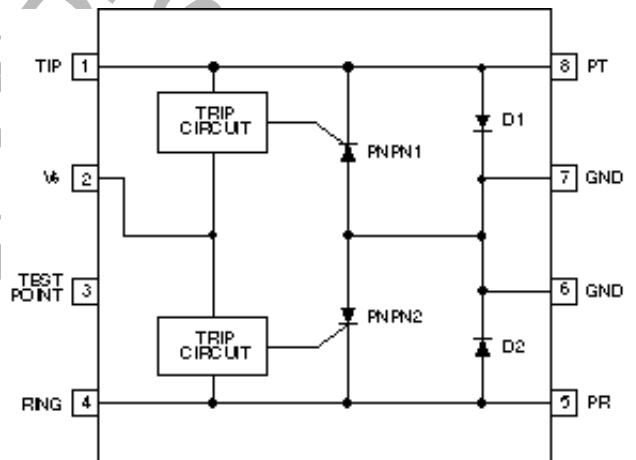 TIP 1
8 PT
TRIP
CIRCUIT
D1
PNPN1
2
7 GND
TEST
POINT 3
6 GND
PNPN2
TRIP
CIRCUIT
D2
RING 4
5 PR